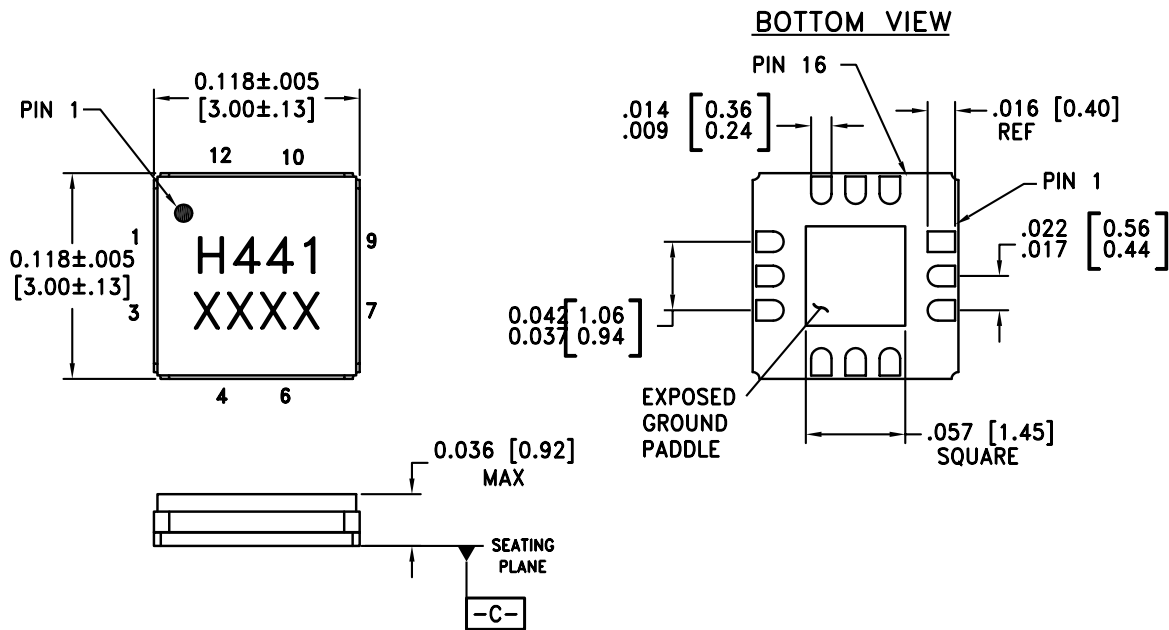 BOTTOM VIEW
0.118±.005
[3.00±.13]
PIN 1
12 10
1
3
0.118±.005
[3.00±.13]
H441
XXXX
9
7
4 6
PIN 16
.014 [0.36
.009 0.24]
.016 [0.40]
REF
PIN 1
.022 [0.56
.017 0.44]
0.042 [1.06
0.037 0.94]
EXPOSED
GROUND
PADDLE
.057 [1.45]
SQUARE
0.036 [0.92]
MAX
SEATING
PLANE
-C-